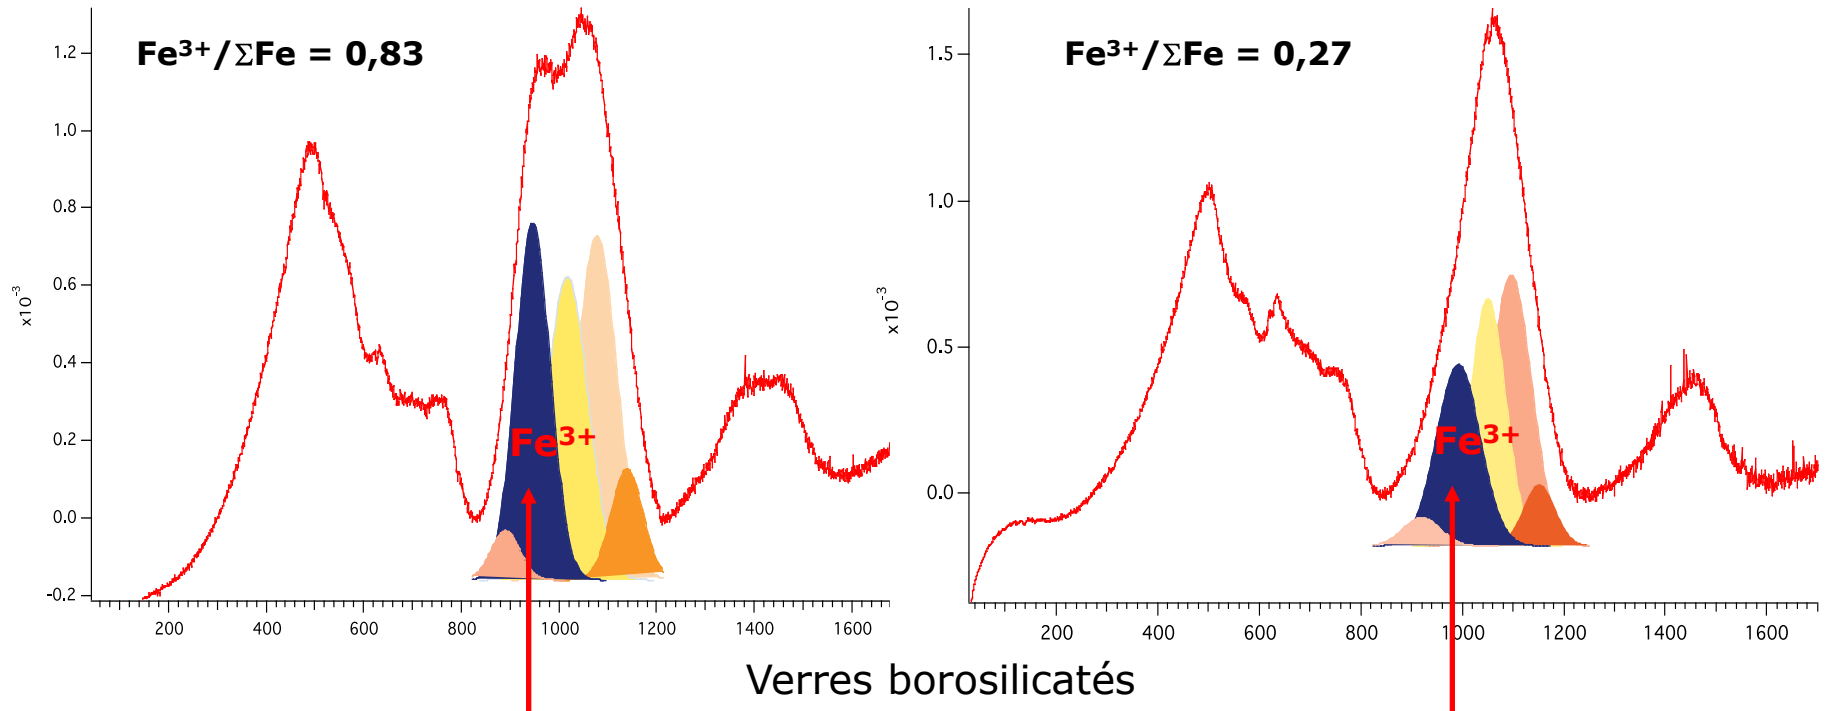 Fe³⁺/ΣFe = 0,83
1.2
1.0
0.8
0.6
0.4
0.2
0.0
-0.2
x10⁻³
Fe³⁺
200 400 600 800 1000 1200 1400 1600
Fe³⁺/ΣFe = 0,27
1.5
1.0
0.5
0.0
x10⁻³
Fe³⁺
200 400 600 800 1000 1200 1400 1600
Verres borosilicatés